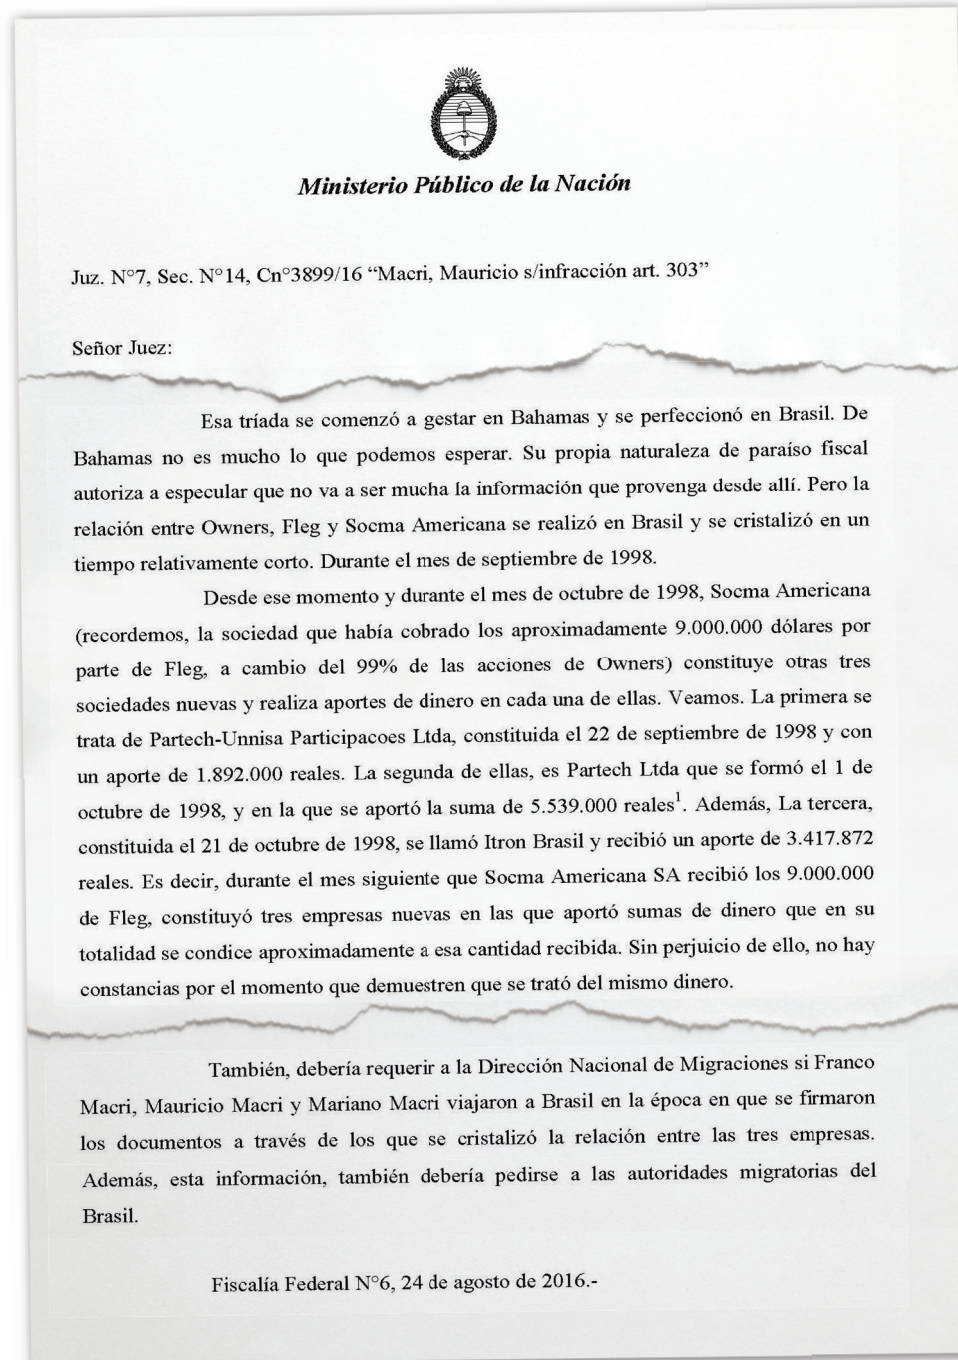 Ministerio Público de la Nación
Juz. N°7, Sec. N°14, Cn°3899/16 “Macri, Mauricio s/infracción art. 303”
Señor Juez:
Esa tríada se comenzó a gestar en Bahamas y se perfeccionó en Brasil. De
Bahamas no es mucho lo que podemos esperar. Su propia naturaleza de paraíso fiscal
autoriza a especular que no va a ser mucha la información que provenga desde allí. Pero la
relación entre Owners, Fleg y Socma Americana se realizó en Brasil y se cristalizó en un
tiempo relativamente corto. Durante el mes de septiembre de 1998.
Desde ese momento y durante el mes de octubre de 1998, Socma Americana
(recordemos, la sociedad que había cobrado los aproximadamente 9.000.000 dólares por
parte de Fleg, a cambio del 99% de las acciones de Owners) constituye otras tres
sociedades nuevas y realiza aportes de dinero en cada una de ellas. Veamos. La primera se
trata de Partech-Unnisa Participacoes Ltda, constituida el 22 de septiembre de 1998 y con
un aporte de 1.892.000 reales. La segunda de ellas, es Partech Ltda que se formó el 1 de
octubre de 1998, y en la que se aportó la suma de 5.539.000 reales¹. Además, La tercera,
constituida el 21 de octubre de 1998, se llamó Itron Brasil y recibió un aporte de 3.417.872
reales. Es decir, durante el mes siguiente que Socma Americana SA recibió los 9.000.000
de Fleg, constituyó tres empresas nuevas en las que aportó sumas de dinero que en su
totalidad se condice aproximadamente a esa cantidad recibida. Sin perjuicio de ello, no hay
constancias por el momento que demuestren que se trató del mismo dinero.
También, debería requerir a la Dirección Nacional de Migraciones si Franco
Macri, Mauricio Macri y Mariano Macri viajaron a Brasil en la época en que se firmaron
los documentos a través de los que se cristalizó la relación entre las tres empresas.
Además, esta información, también debería pedirse a las autoridades migratorias del
Brasil.
Fiscalía Federal N°6, 24 de agosto de 2016.-